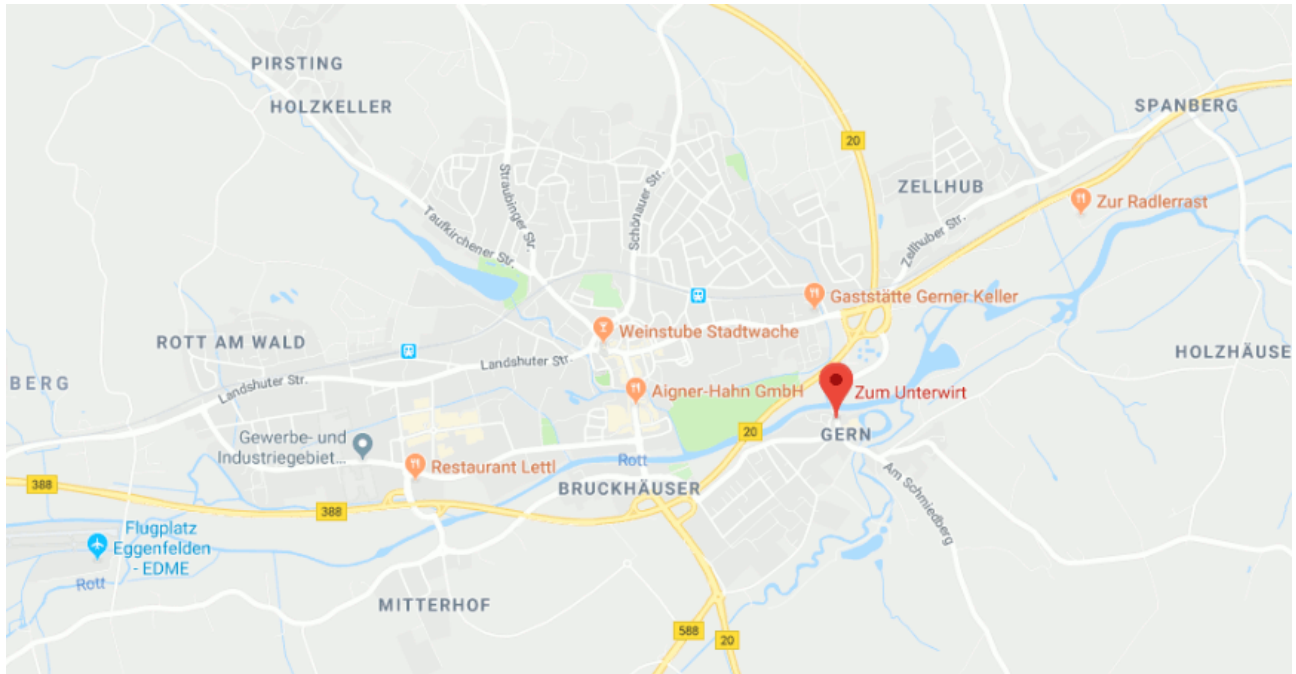 PIRSTING
HOLZKELLER
SPANBERG
20
ZELLHUB
Zur Radlerrast
Straubinger Str.
Schönauer Str.
Taufkirchener Str.
Zellhuber Str.
Gaststätte Gerner Keller
Weinstube Stadtwache
ROTT AM WALD
HOLZHÄUSE
Landshuter Str.
BERG
Landshuter Str.
Aigner-Hahn GmbH
Zum Unterwirt
20
GERN
Gewerbe- und
Industriegebiet...
Restaurant Lettl
Rott
BRUCKHÄUSER
Am Schmiedberg
388
388
Flugplatz
Eggenfelden
- EDME
Rott
MITTERHOF
588
20